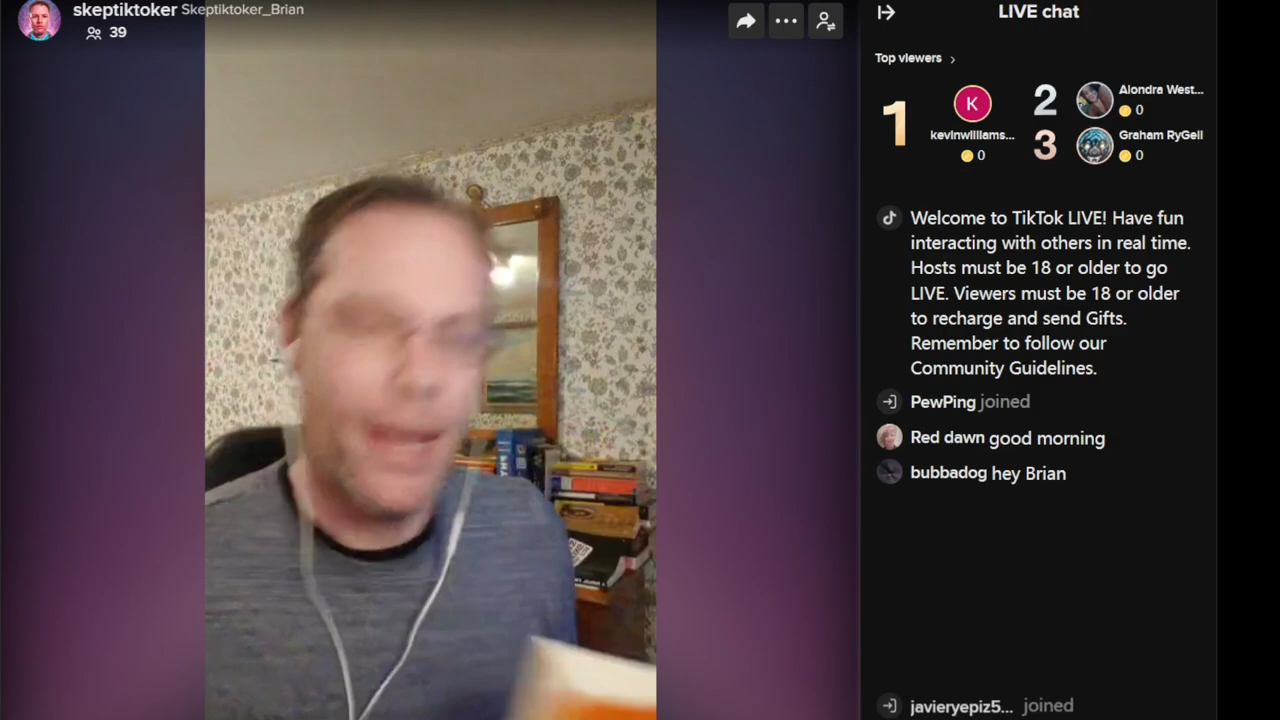 skeptiktoker Skeptiktoker_Brian
39
LIVE chat
Top viewers
1
K
kevinwilliams...
0
2
Alondra West...
0
3
Graham RyGell
0
Welcome to TikTok LIVE! Have fun
interacting with others in real time.
Hosts must be 18 or older to go
LIVE. Viewers must be 18 or older
to recharge and send Gifts.
Remember to follow our
Community Guidelines.
PewPing joined
Red dawn good morning
bubbadog hey Brian
javieryepiz5... joined